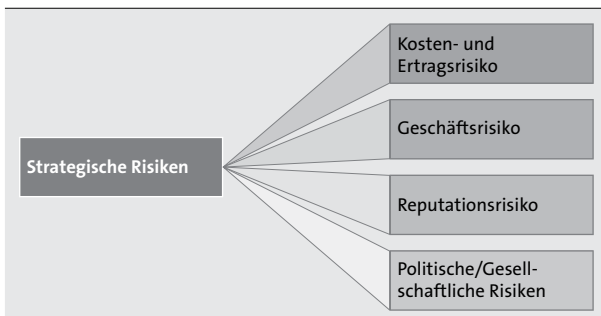 Strategische Risiken
Kosten- und
Ertragsrisiko
Geschäftsrisiko
Reputationsrisiko
Politische/Gesell-
schaftliche Risiken